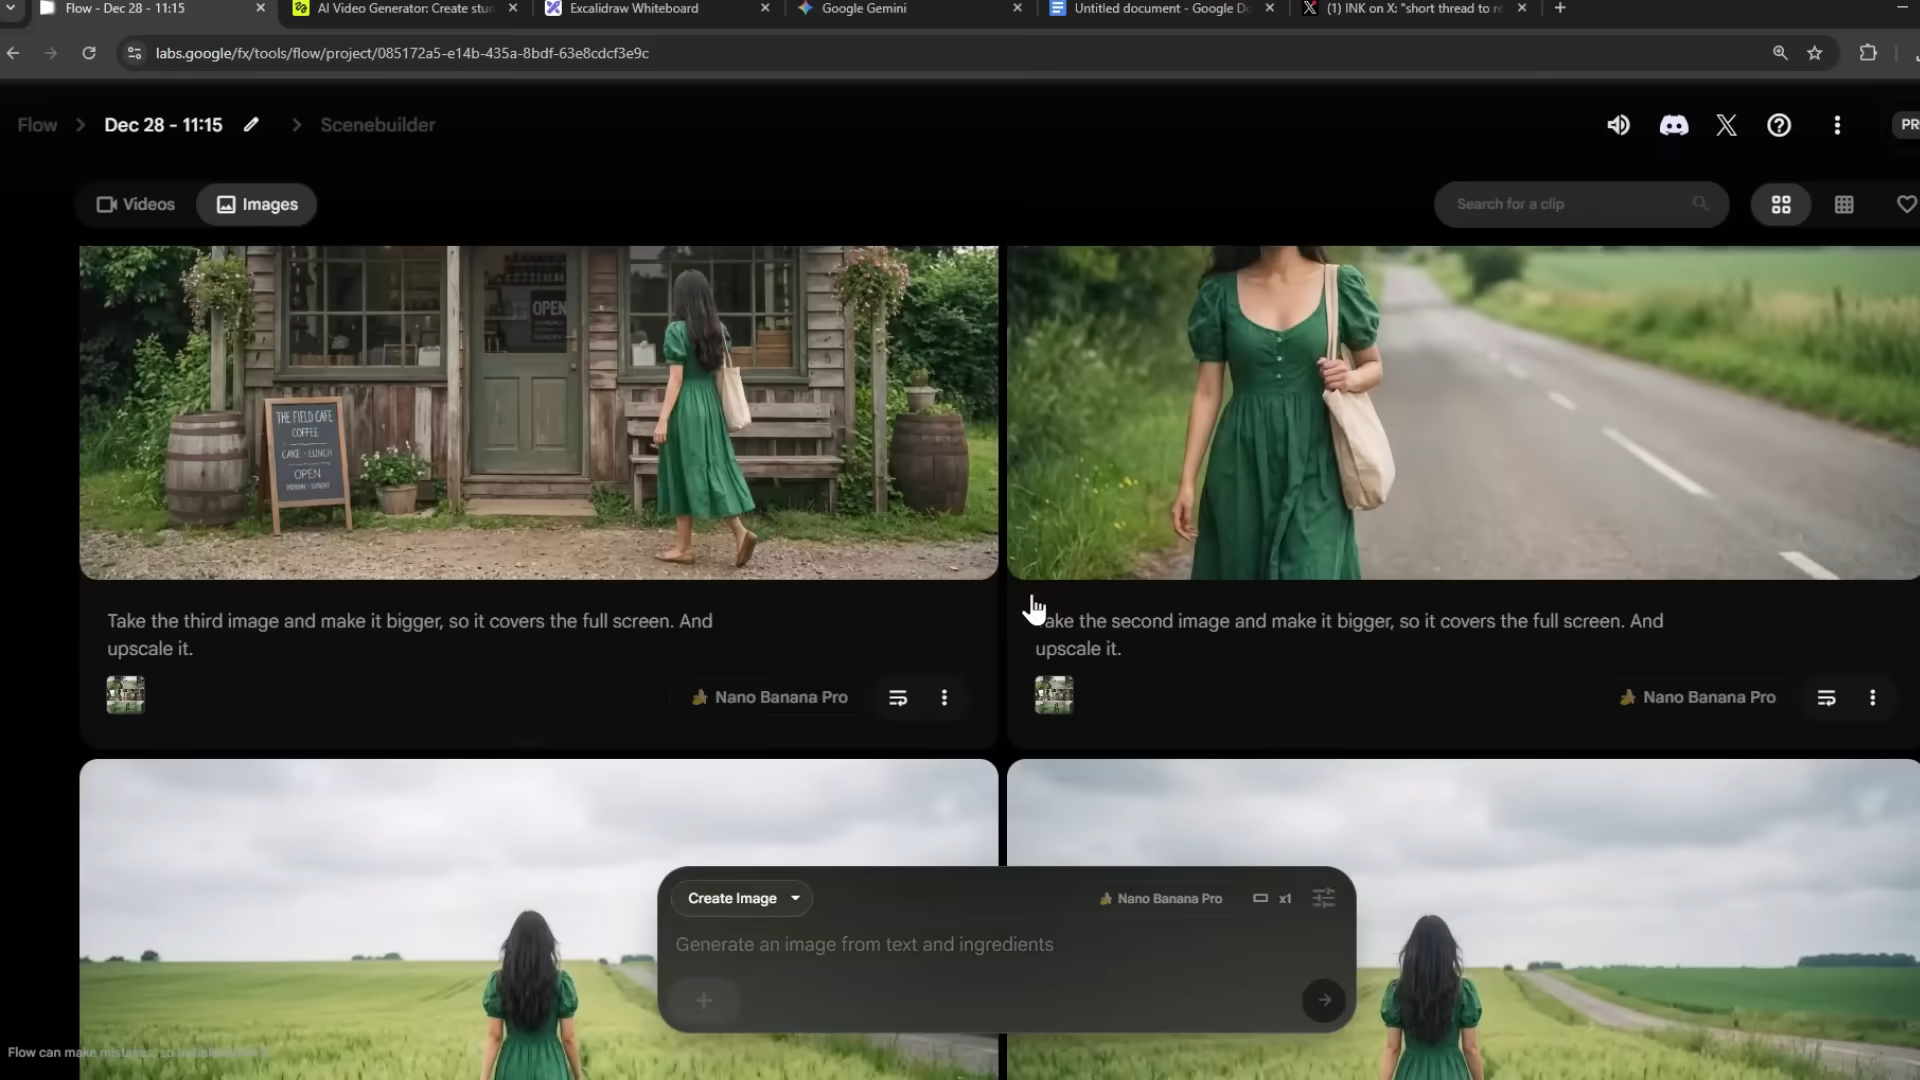 Flow - Dec 28 - 11:15
AI Video Generator: Create stun
Excalidraw Whiteboard
Google Gemini
Untitled document - Google Do
(1) INK on X: "short thread to re
labs.google/fx/tools/flow/project/085172a5-e14b-435a-8bdf-63e8cdcf3e9c
Flow
Dec 28 - 11:15
Scenebuilder
PR
Videos
Images
Search for a clip
OPEN
THE FIELD CAFE
COFFEE
CAKE - LUNCH
OPEN
Take the third image and make it bigger, so it covers the full screen. And
upscale it.
Nano Banana Pro
ake the second image and make it bigger, so it covers the full screen. And
upscale it.
Nano Banana Pro
Create Image
Nano Banana Pro
x1
Generate an image from text and ingredients
Flow can make mistakes, so